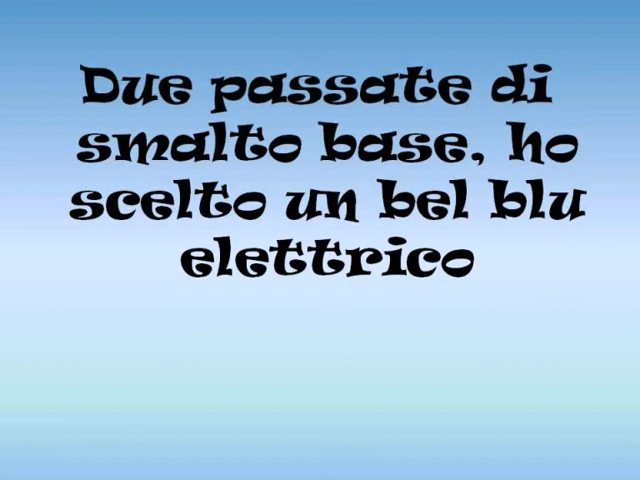 Due passate di
smalto base, ho
scelto un bel blu
elettrico